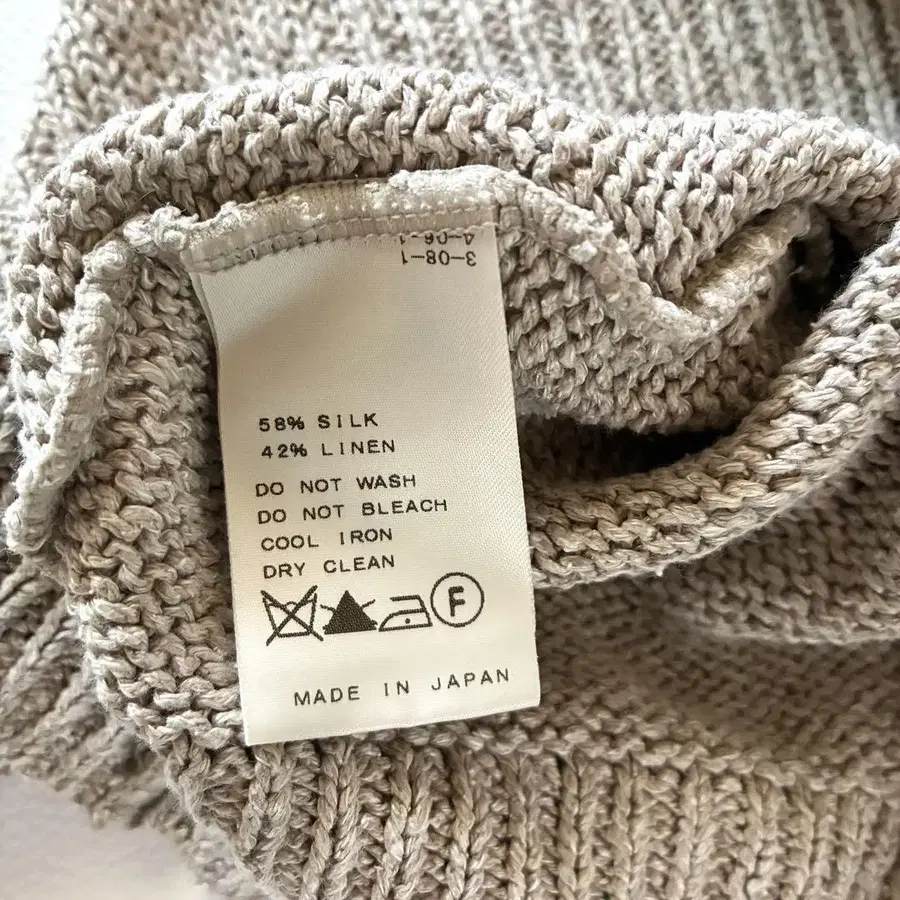 4-06-1
3-08-1
58% SILK
42% LINEN
DO NOT WASH
DO NOT BLEACH
COOL IRON
DRY CLEAN
F
MADE IN JAPAN